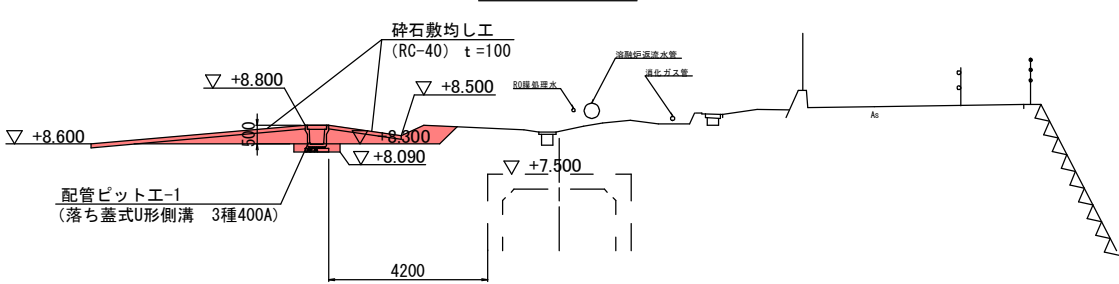 砕石敷均し工
(RC-40) t=100
溶融炉返流水管
消化ガス管
RO膜処理水
+8.800
+8.500
+8.600
500
+8.300
+8.090
+7.500
As
配管ピット工-1
(落ち蓋式U形側溝 3種400A)
4200